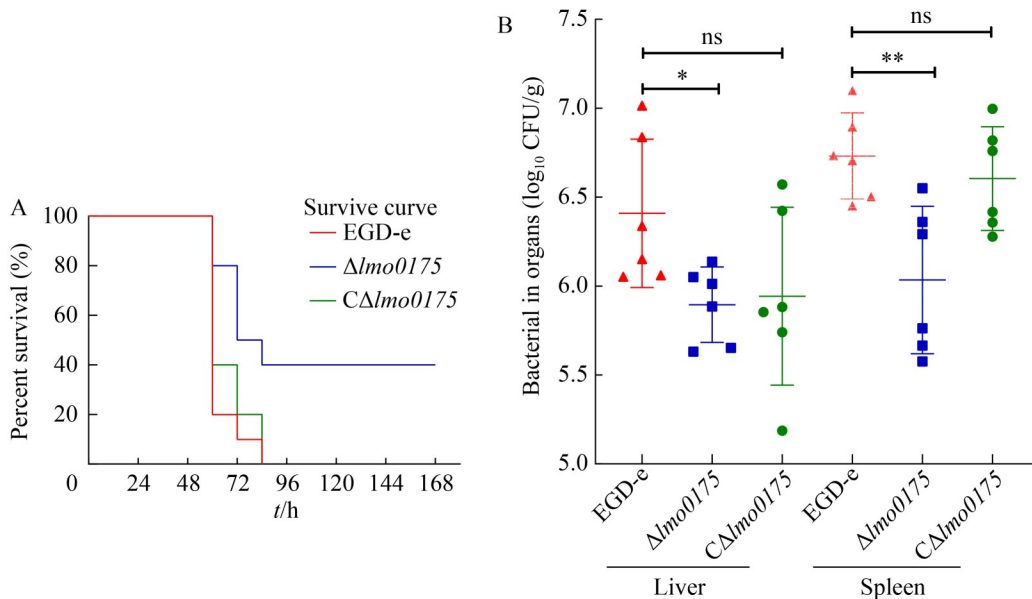 A
Survive curve
EGD-e
Δlmo0175
CΔlmo0175
Percent survival (%)
100
80
60
40
20
0
24 48 72 96 120 144 168
t/h
B
Bacterial in organs (log10 CFU/g)
7.5
7.0
6.5
6.0
5.5
5.0
ns
*
ns
**
EGD-e Δlmo0175 CΔlmo0175 EGD-e Δlmo0175 CΔlmo0175
Liver Spleen